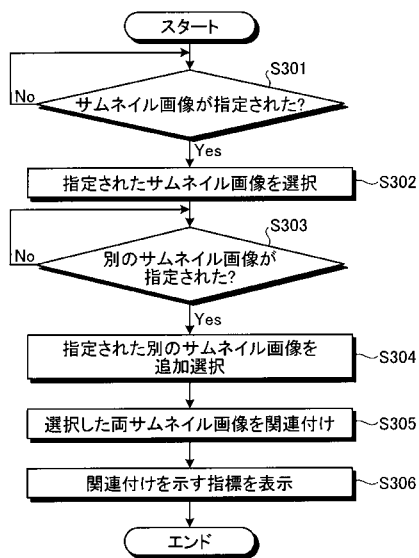 スタート
S301
サムネイル画像が指定された?
No
Yes
指定されたサムネイル画像を選択
S302
S303
別のサムネイル画像が
指定された?
No
Yes
指定された別のサムネイル画像を
追加選択
S304
選択した両サムネイル画像を関連付け
S305
関連付けを示す指標を表示
S306
エンド